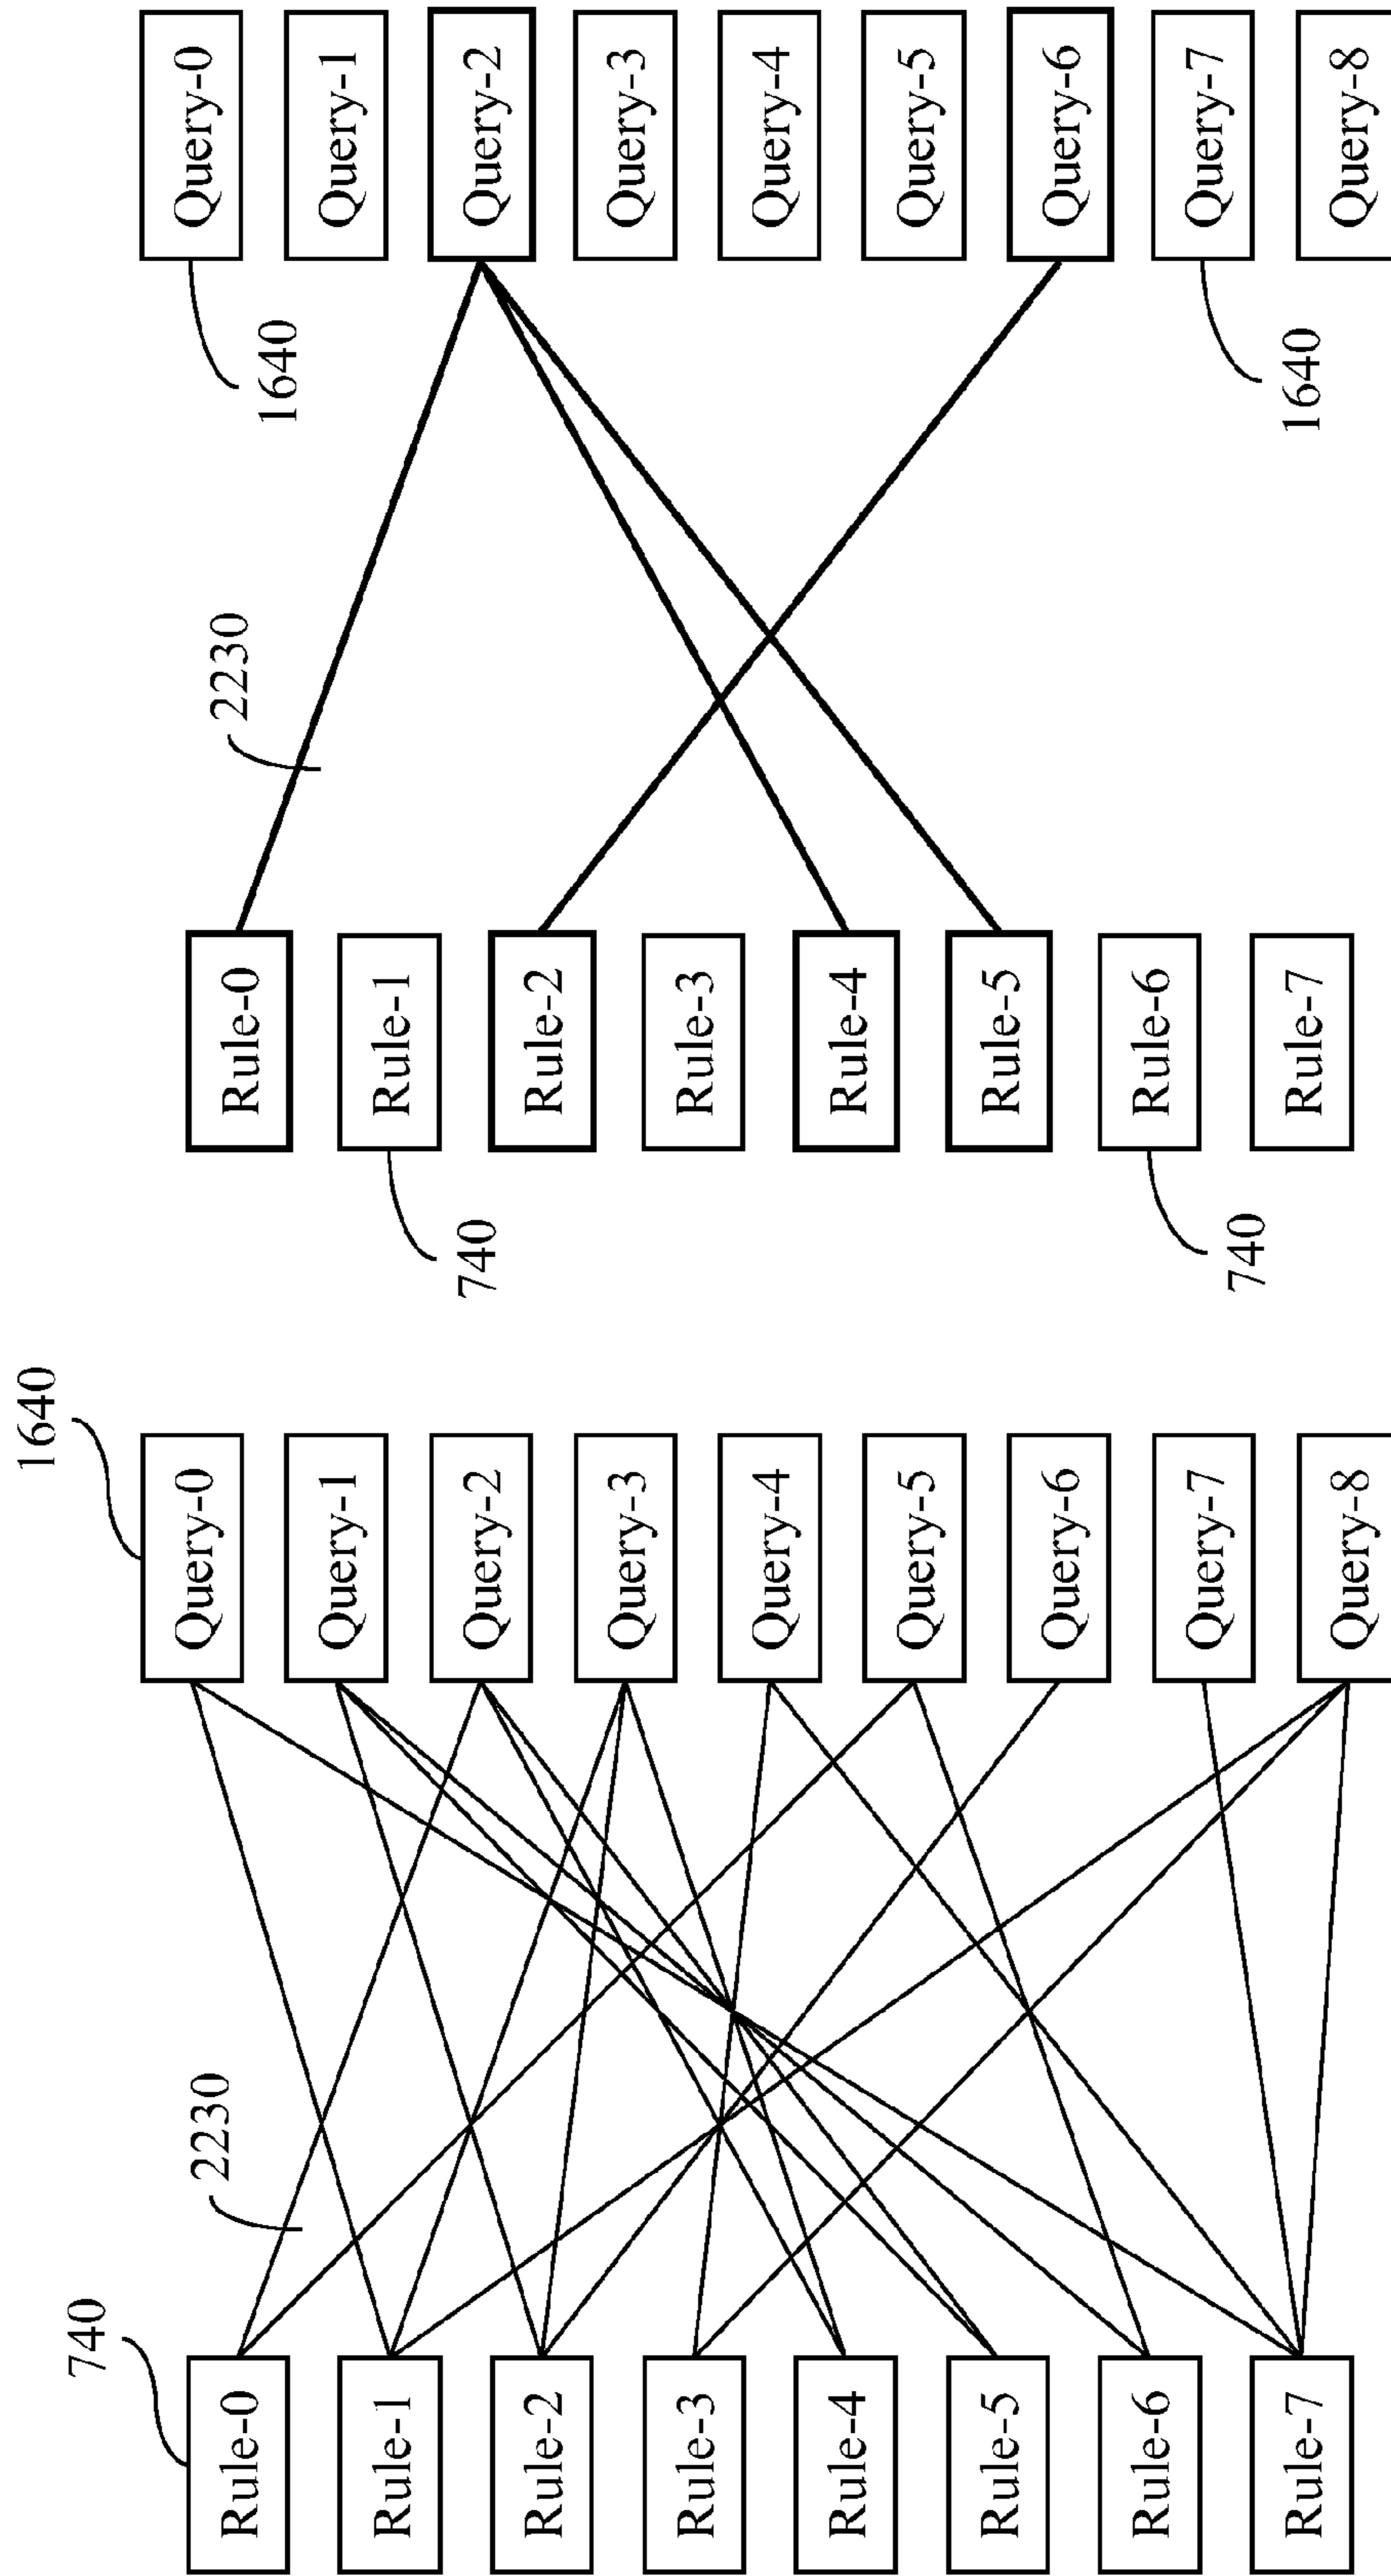 740
2230
1640
Rule-0
Rule-1
Rule-2
Rule-3
Rule-4
Rule-5
Rule-6
Rule-7
Query-0
Query-1
Query-2
Query-3
Query-4
Query-5
Query-6
Query-7
Query-8
2230
Rule-0
Rule-1
740
Rule-2
Rule-3
Rule-4
Rule-5
Rule-6
740
Rule-7
Query-0
1640
Query-1
Query-2
Query-3
Query-4
Query-5
Query-6
Query-7
1640
Query-8